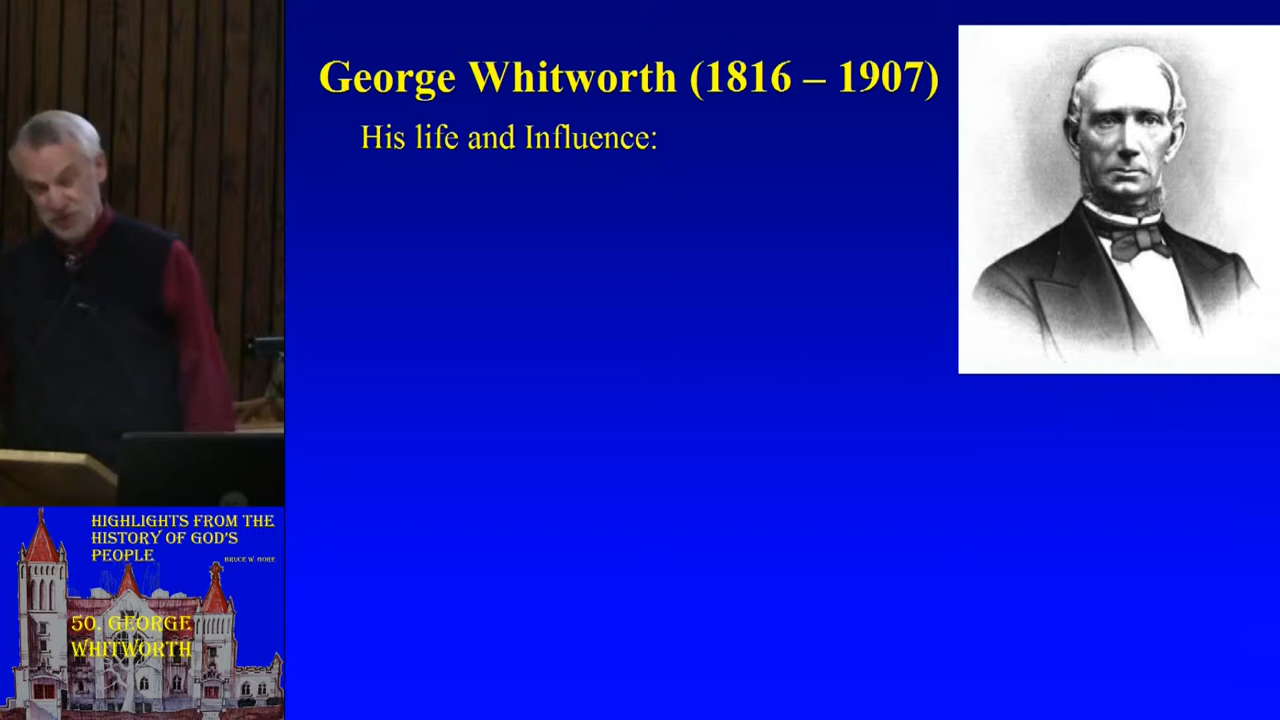 George Whitworth (1816 – 1907)
His life and Influence:
HIGHLIGHTS FROM THE
HISTORY OF GOD'S
PEOPLE
BRUCE W. GORE
50. GEORGE
WHITWORTH